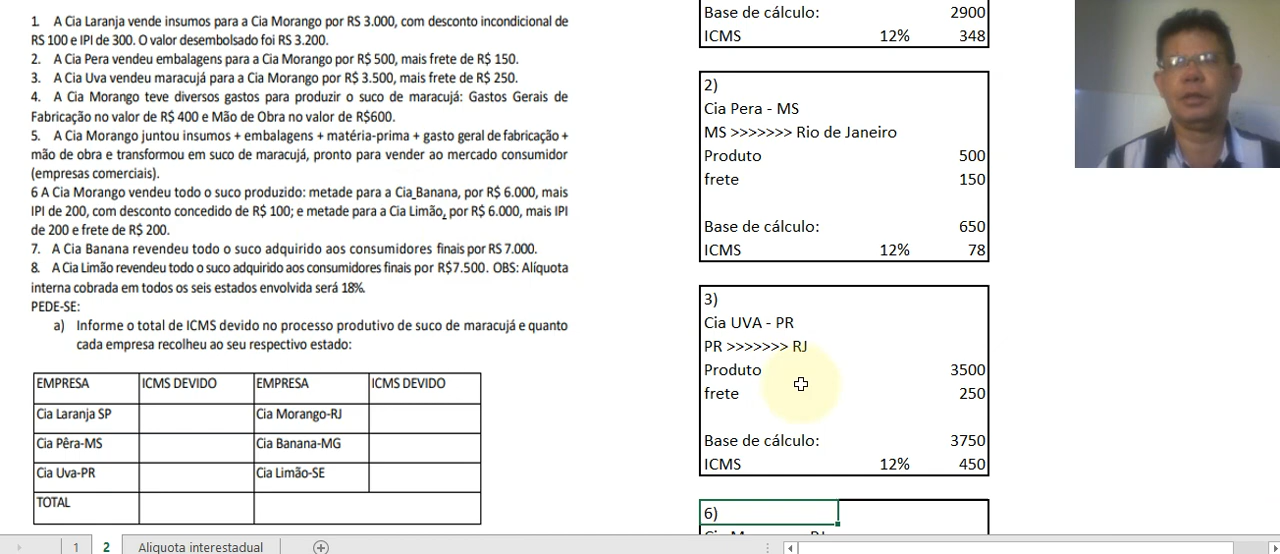 1. A Cia Laranja vende insumos para a Cia Morango por RS 3.000, com desconto incondicional de
RS 100 e IPI de 300. O valor desembolsado foi RS 3.200.
2. A Cia Pera vendeu embalagens para a Cia Morango por R$ 500, mais frete de R$ 150.
3. A Cia Uva vendeu maracujá para a Cia Morango por R$ 3.500, mais frete de R$ 250.
4. A Cia Morango teve diversos gastos para produzir o suco de maracujá: Gastos Gerais de
Fabricação no valor de R$ 400 e Mão de Obra no valor de R$600.
5. A Cia Morango juntou insumos + embalagens + matéria-prima + gasto geral de fabricação +
mão de obra e transformou em suco de maracujá, pronto para vender ao mercado consumidor
(empresas comerciais).
6 A Cia Morango vendeu todo o suco produzido: metade para a Cia Banana, por R$ 6.000, mais
IPI de 200, com desconto concedido de R$ 100; e metade para a Cia Limão, por R$ 6.000, mais IPI
de 200 e frete de R$ 200.
7. A Cia Banana revendeu todo o suco adquirido aos consumidores finais por RS 7.000.
8. A Cia Limão revendeu todo o suco adquirido aos consumidores finais por R$7.500. OBS: Alíquota
interna cobrada em todos os seis estados envolvida será 18%.
PEDE-SE:
a) Informe o total de ICMS devido no processo produtivo de suco de maracujá e quanto
cada empresa recolheu ao seu respectivo estado:
EMPRESA ICMS DEVIDO EMPRESA ICMS DEVIDO
Cia Laranja SP Cia Morango-RJ
Cia Pêra-MS Cia Banana-MG
Cia Uva-PR Cia Limão-SE
TOTAL
Base de cálculo: 2900
ICMS 12% 348
2)
Cia Pera - MS
MS >>>>>>> Rio de Janeiro
Produto 500
frete 150
Base de cálculo: 650
ICMS 12% 78
3)
Cia UVA - PR
PR >>>>>>> RJ
Produto 3500
frete 250
Base de cálculo: 3750
ICMS 12% 450
6)
1 2 Aliquota interestadual